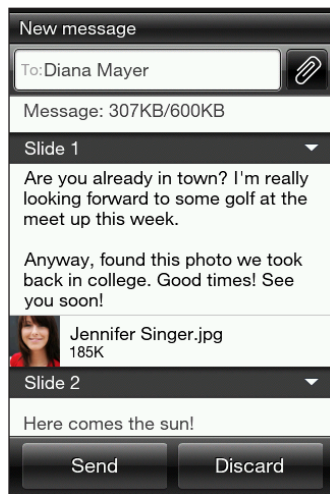 New message
To: Diana Mayer
Message: 307KB/600KB
Slide 1
Are you already in town? I'm really
looking forward to some golf at the
meet up this week.
Anyway, found this photo we took
back in college. Good times! See
you soon!
Jennifer Singer.jpg
185K
Slide 2
Here comes the sun!
Send Discard